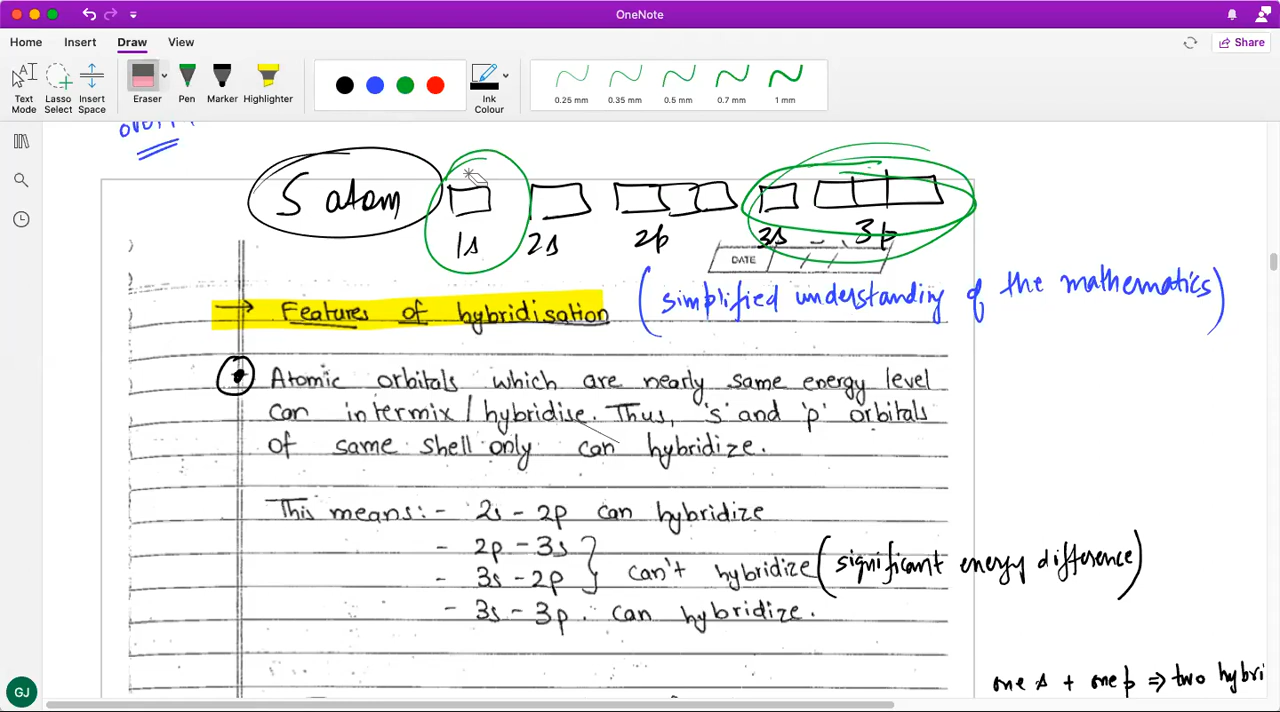 OneNote
Home Insert Draw View
Share
Text Mode
Lasso Select
Insert Space
Eraser
Pen
Marker
Highlighter
Ink Colour
0.25 mm 0.35 mm 0.5 mm 0.7 mm 1 mm
S atom
1s 2s 2p 3s 3p
DATE
→ Features of hybridisation (simplified understanding of the mathematics)
Atomic orbitals which are nearly same energy level
can intermix/hybridise. Thus, 's' and 'p' orbitals
of same shell only can hybridize.
This means:- 2s - 2p can hybridize
- 2p - 3s
- 3s - 2p } can't hybridize (significant energy difference)
- 3s - 3p. can hybridize.
one s + one p ⇒ two hybri
GJ